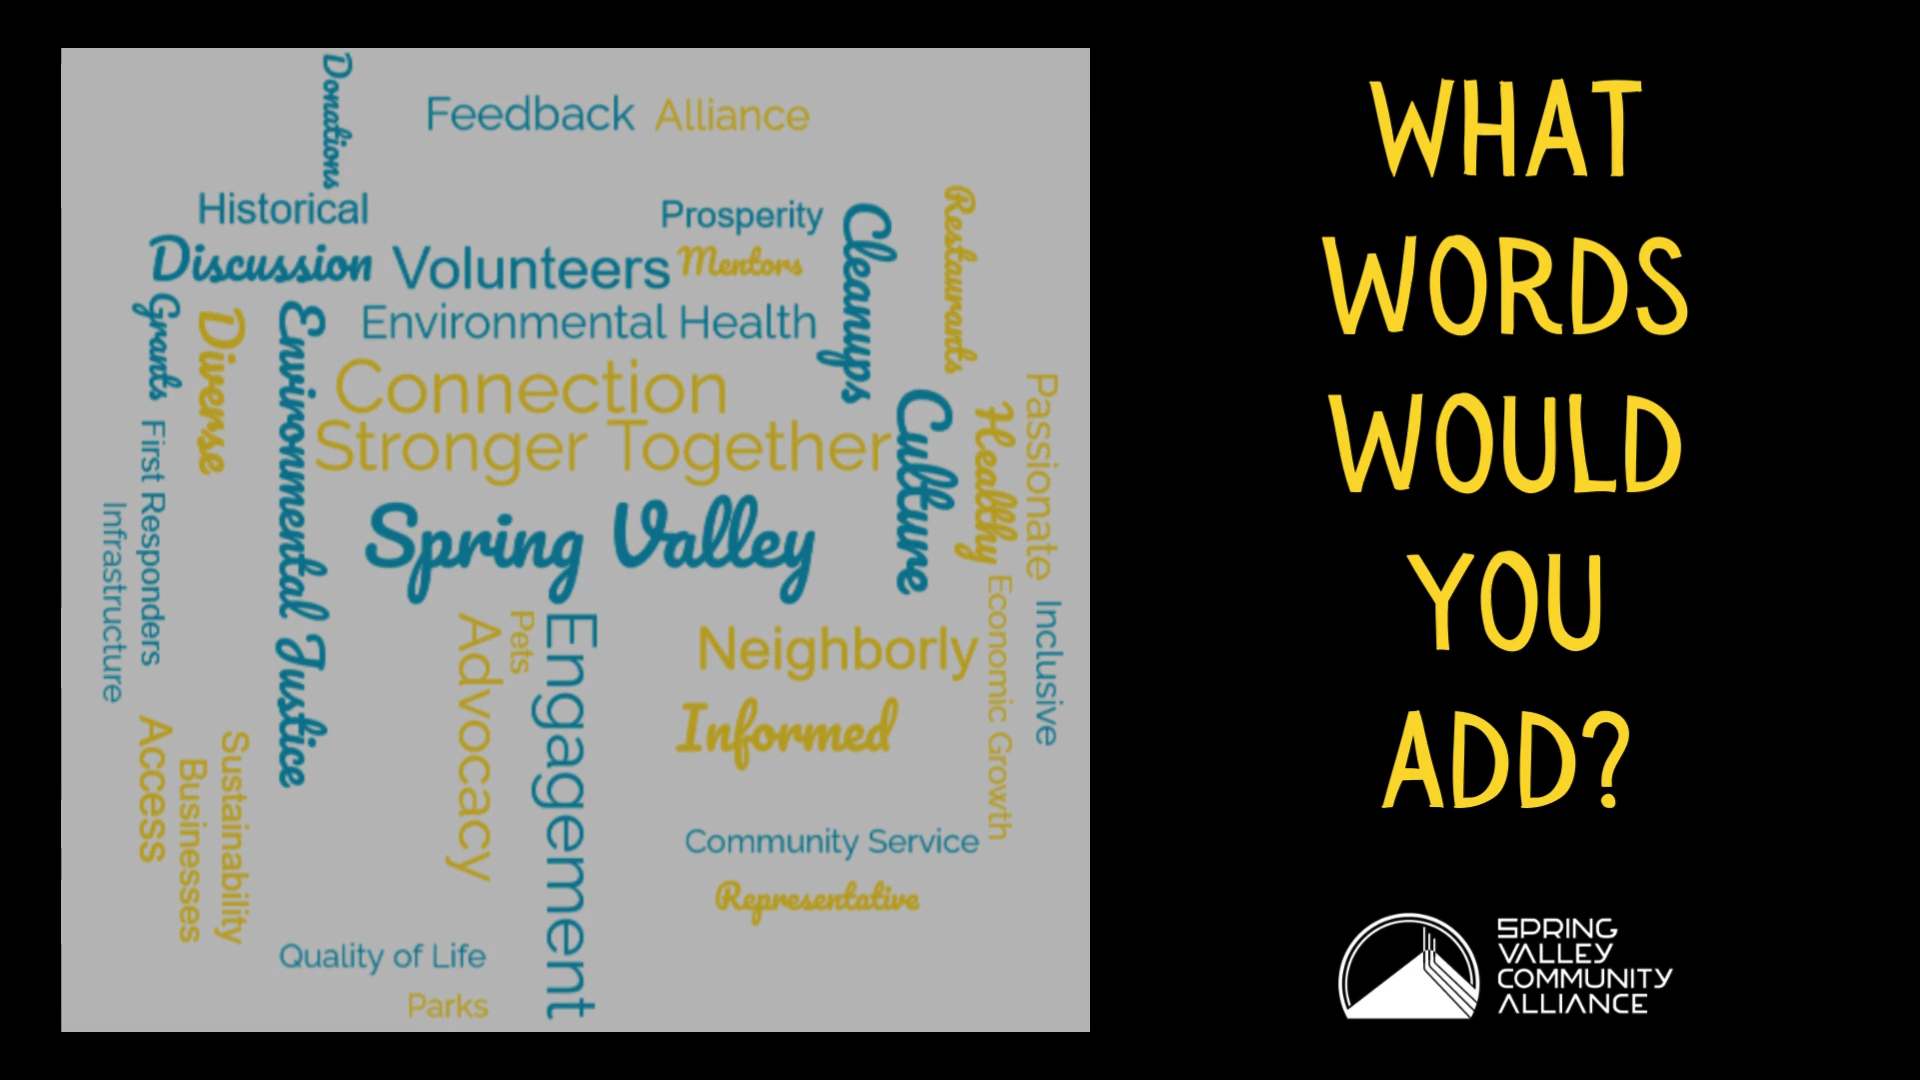 Donations
Feedback
Alliance
Historical
Prosperity
Cleanups
Restaurants
Discussion
Volunteers
Mentors
Grants
Diverse
Environmental Justice
Environmental Health
Connection
Stronger Together
Culture
Healthy
Passionate
First Responders
Infrastructure
Spring Valley
Pets
Advocacy
Engagement
Neighborly
Economic Growth
Inclusive
Informed
Access
Businesses
Sustainability
Community Service
Representative
Quality of Life
Parks
WHAT
WORDS
WOULD
YOU
ADD?
SPRING
VALLEY
COMMUNITY
ALLIANCE